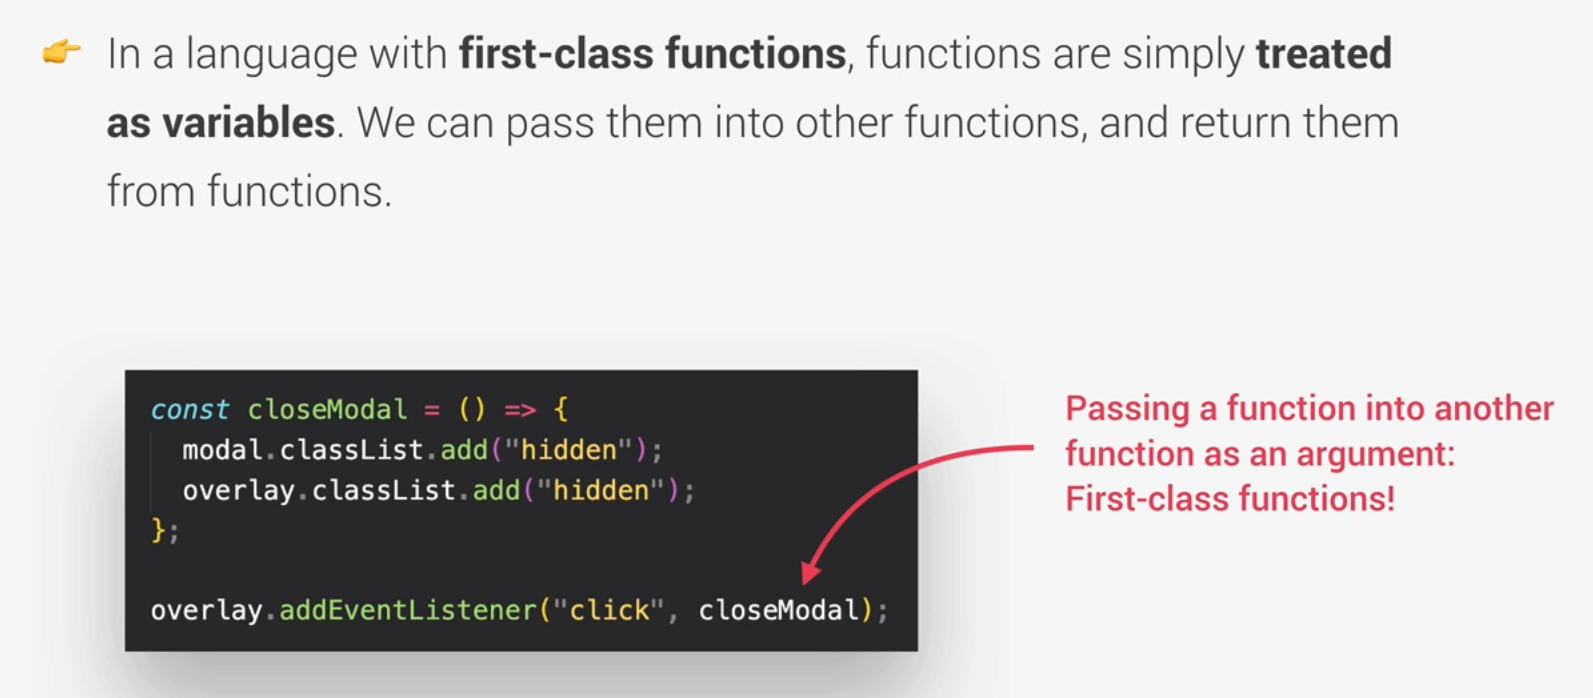 👉 In a language with first-class functions, functions are simply treated
as variables. We can pass them into other functions, and return them
from functions.
const closeModal = () => {
  modal.classList.add("hidden");
  overlay.classList.add("hidden");
};
overlay.addEventListener("click", closeModal);
Passing a function into another
function as an argument:
First-class functions!